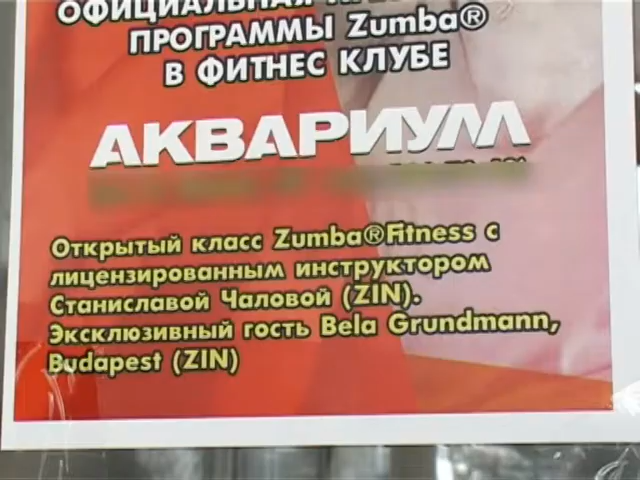 ОФИЦИАЛЬНАЯ
ПРОГРАММЫ Zumba®
В ФИТНЕС КЛУБЕ
АКВАРИУМ
Открытый класс Zumba®Fitness с
лицензированным инструктором
Станиславой Чаловой (ZIN).
Эксклюзивный гость Bela Grundmann,
Budapest (ZIN)